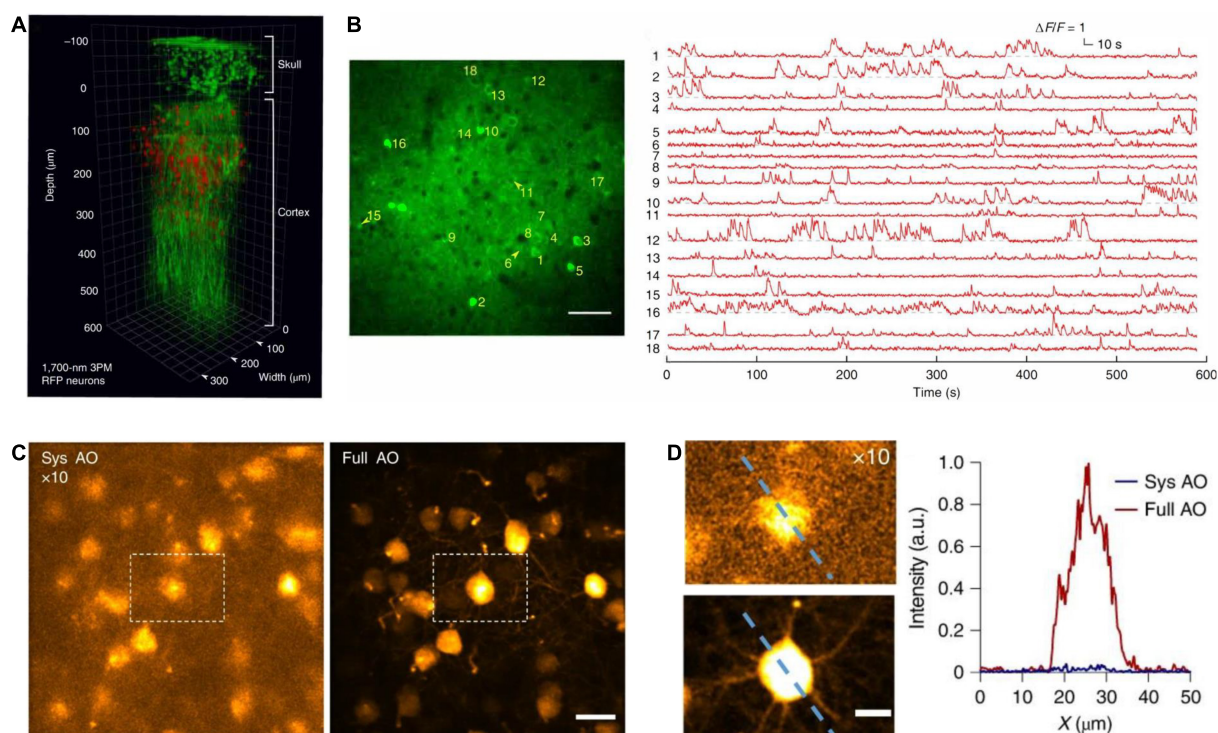 A
-100
Skull
0
100
200
Depth (μm)
300
Cortex
400
500
600
0
100
200
300
Width (μm)
1,700-nm 3PM
RFP neurons
B
18
12
13
14
10
16
17
11
15
7
9
8
4
3
6
1
5
2
ΔF/F = 1
10 s
1
2
3
4
5
6
7
8
9
10
11
12
13
14
15
16
17
18
0 100 200 300 400 500 600
Time (s)
C
Sys AO
×10
Full AO
D
×10
1.0
0.8
0.6
0.4
0.2
0
Intensity (a.u.)
Sys AO
Full AO
0 10 20 30 40 50
X (μm)